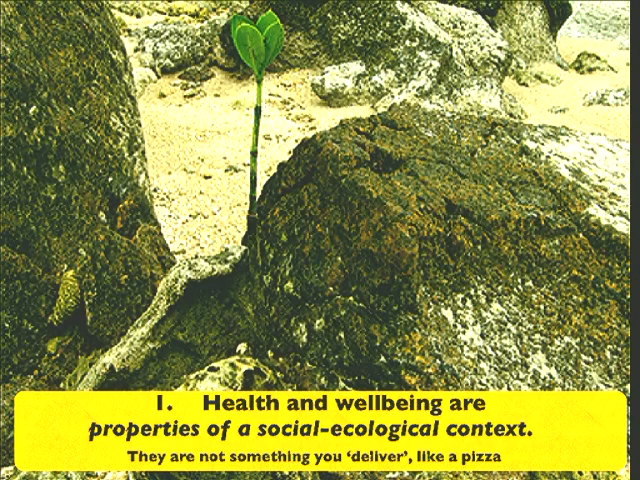 1. Health and wellbeing are
properties of a social-ecological context.
They are not something you ‘deliver’, like a pizza